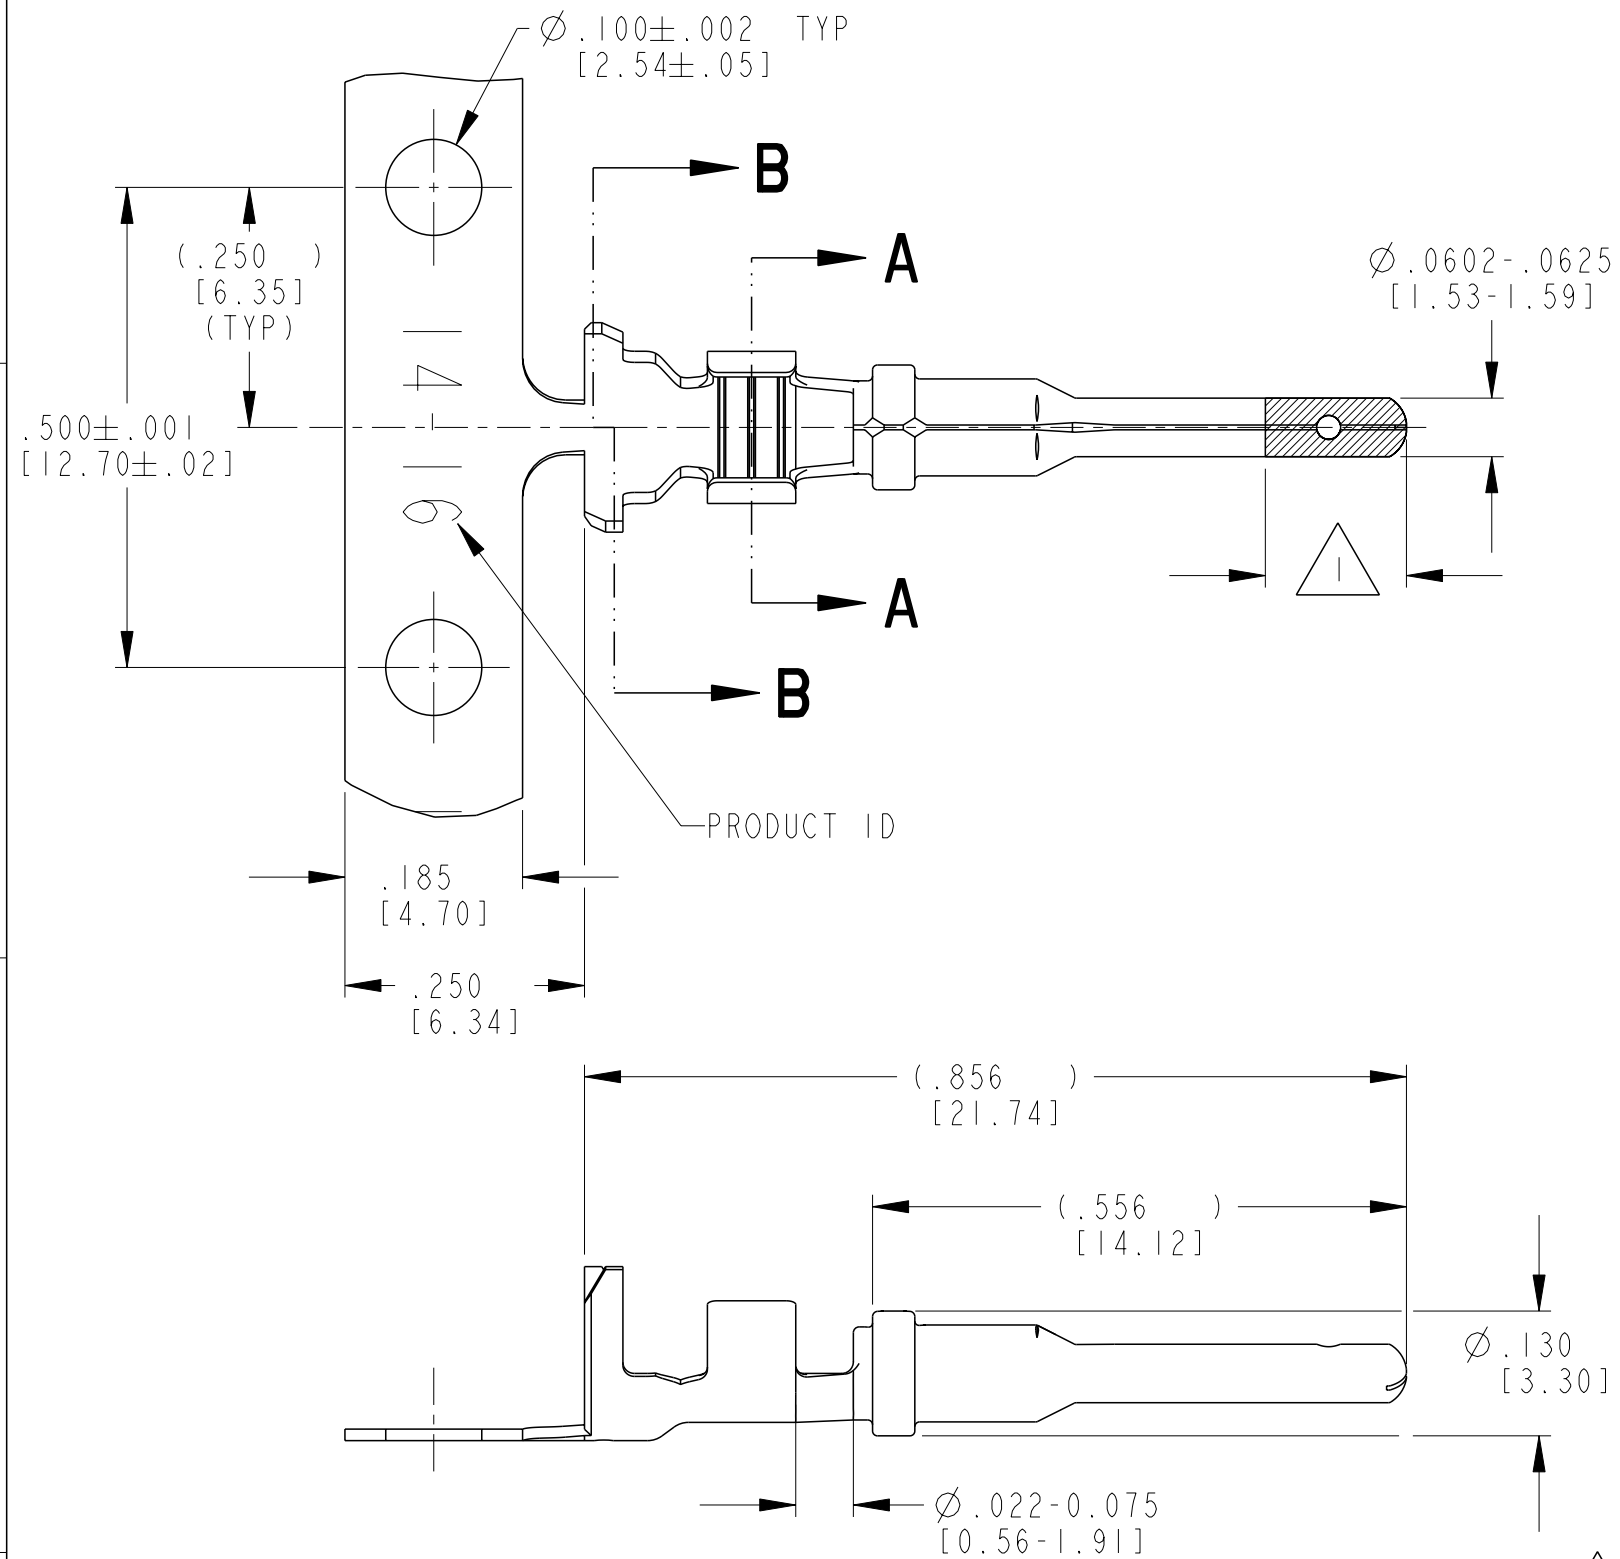 Ø.100±.002 TYP
[2.54±.05]
B
A
(.250 )
[6.35]
(TYP)
Ø.0602-.0625
[1.53-1.59]
14-16
.500±.001
[12.70±.02]
1
A
B
PRODUCT ID
.185
[4.70]
.250
[6.34]
(.856 )
[21.74]
(.556 )
[14.12]
Ø.130
[3.30]
Ø.022-0.075
[0.56-1.91]